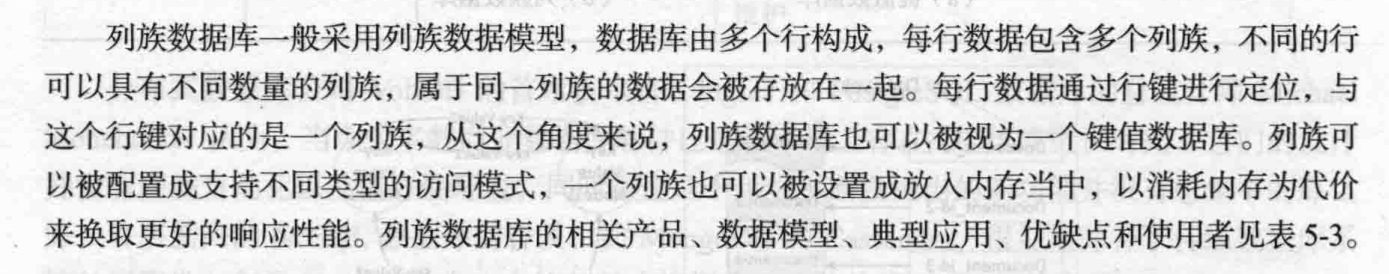 列族数据库一般采用列族数据模型，数据库由多个行构成，每行数据包含多个列族，不同的行
可以具有不同数量的列族，属于同一列族的数据会被存放在一起。每行数据通过行键进行定位，与
这个行键对应的是一个列族，从这个角度来说，列族数据库也可以被视为一个键值数据库。列族可
以被配置成支持不同类型的访问模式，一个列族也可以被设置成放入内存当中，以消耗内存为代价
来换取更好的响应性能。列族数据库的相关产品、数据模型、典型应用、优缺点和使用者见表 5-3。